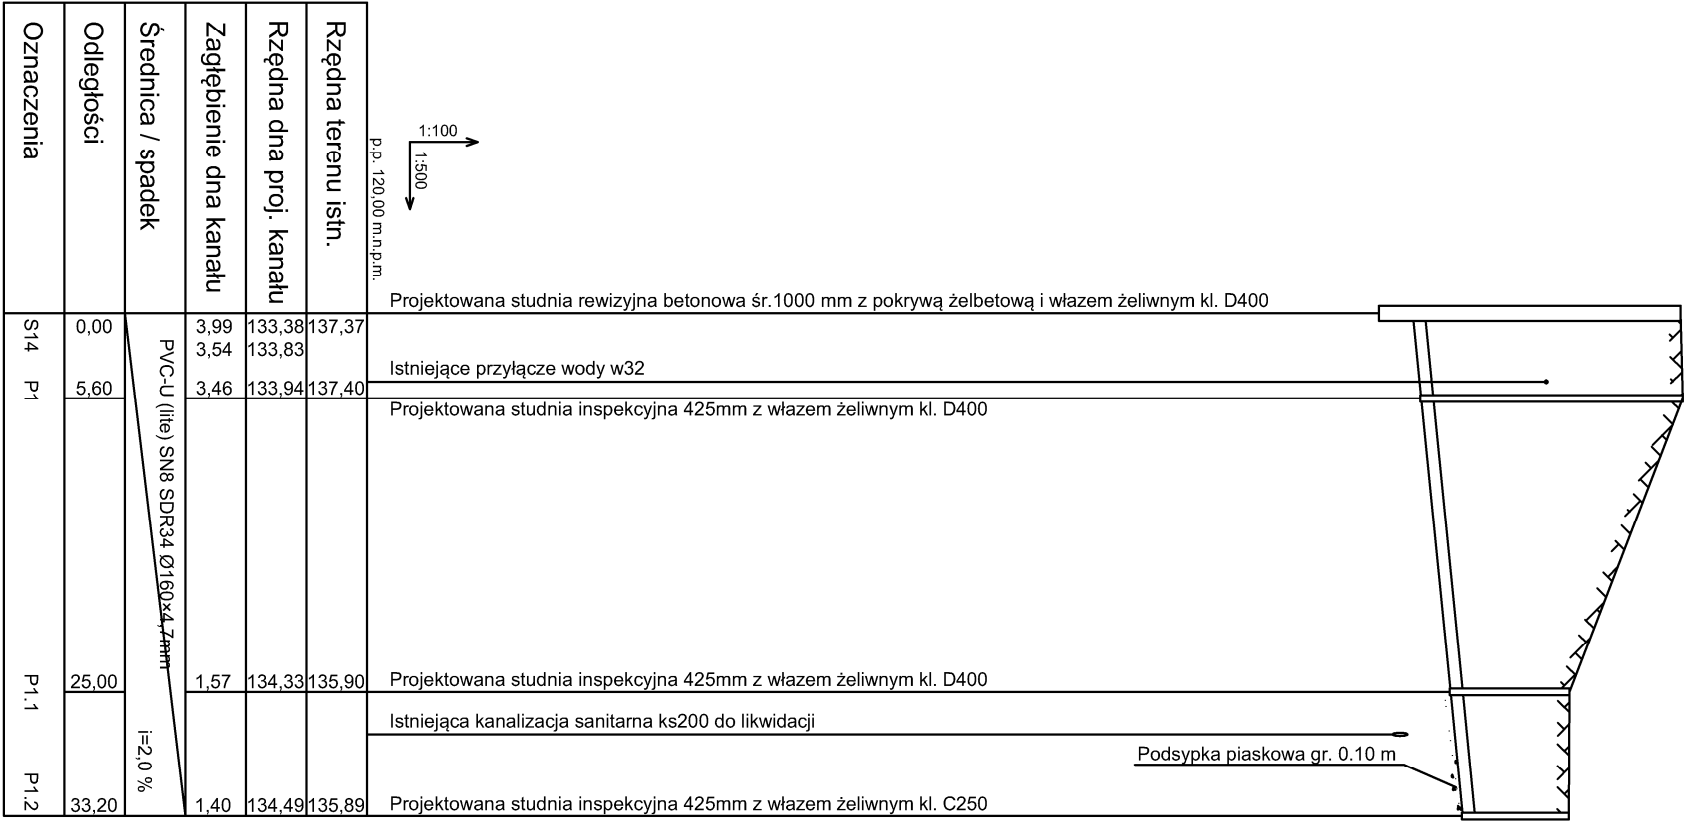 Rzędna terenu istn.
Rzędna dna proj. kanału
Zagłębienie dna kanału
Średnica / spadek
Odległości
Oznaczenia
1:100
1:500
p.p. 120,00 m.n.p.m.
Projektowana studnia rewizyjna betonowa śr.1000 mm z pokrywą żelbetową i włazem żeliwnym kl. D400
S14 0,00 3,99 133,38 137,37
3,54 133,83
Istniejące przyłącze wody w32
P1 5,60 3,46 133,94 137,40
Projektowana studnia inspekcyjna 425mm z włazem żeliwnym kl. D400
PVC-U (lite) SN8 SDR34 Ø160×4,7mm
i=2,0 %
P1.1 25,00 1,57 134,33 135,90
Projektowana studnia inspekcyjna 425mm z włazem żeliwnym kl. D400
Istniejąca kanalizacja sanitarna ks200 do likwidacji
Podsypka piaskowa gr. 0.10 m
P1.2 33,20 1,40 134,49 135,89
Projektowana studnia inspekcyjna 425mm z włazem żeliwnym kl. C250